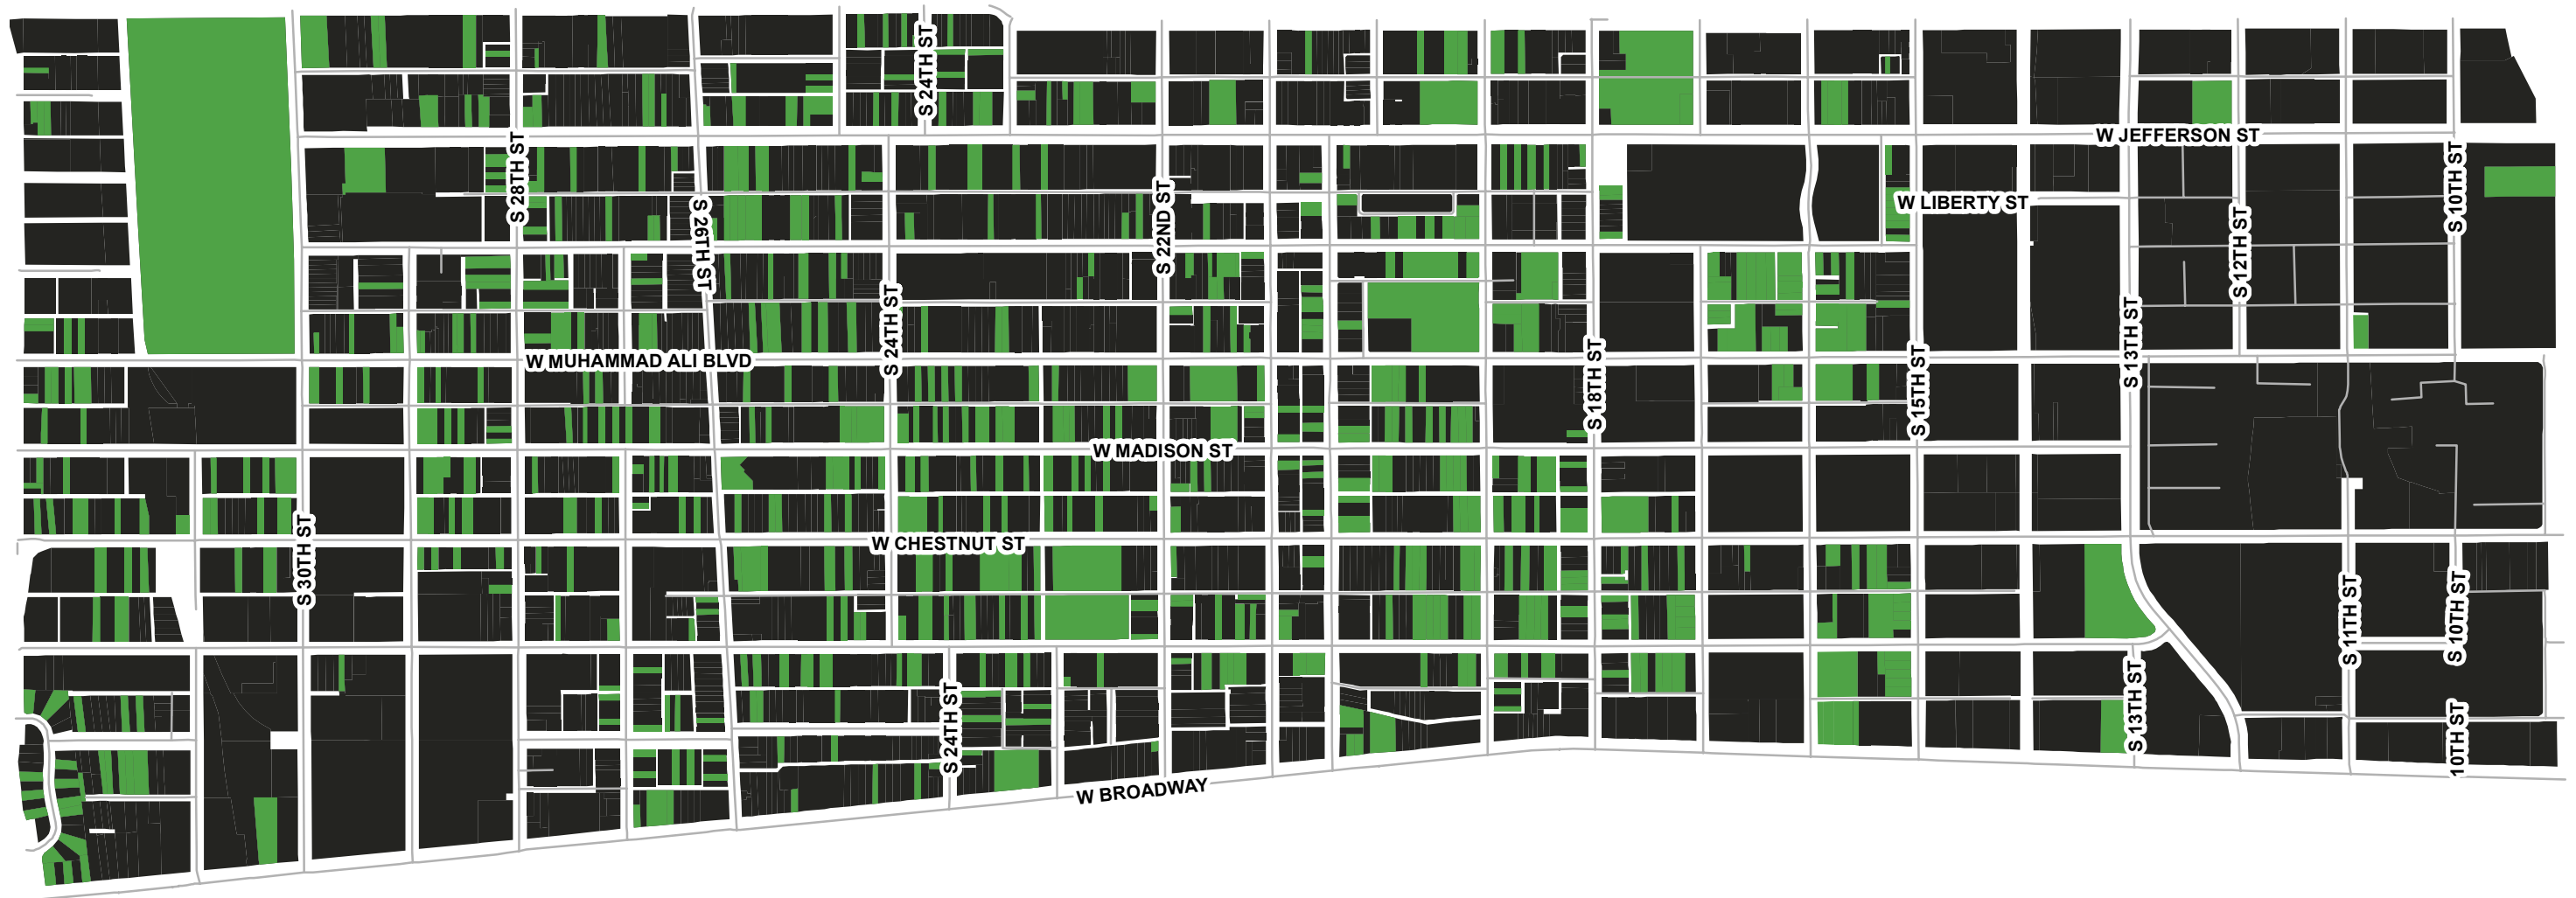 S 24TH ST
W JEFFERSON ST
S 28TH ST
S 10TH ST
S 22ND ST
W LIBERTY ST
S 26TH ST
S 12TH ST
S 24TH ST
S 13TH ST
W MUHAMMAD ALI BLVD
S 18TH ST
S 15TH ST
W MADISON ST
S 30TH ST
W CHESTNUT ST
S 11TH ST
S 10TH ST
S 24TH ST
S 13TH ST
10TH ST
W BROADWAY